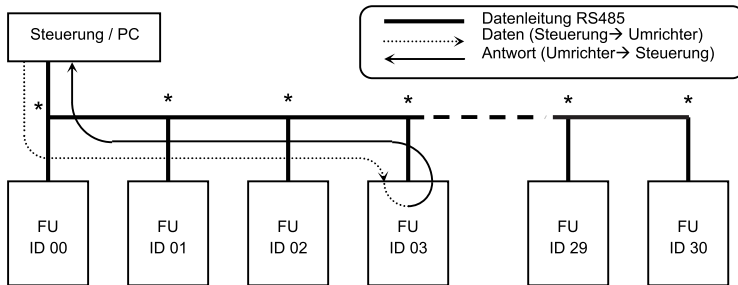 Steuerung / PC
Datenleitung RS485
Daten (Steuerung→ Umrichter)
Antwort (Umrichter→ Steuerung)
* * * * * *
FU
ID 00
FU
ID 01
FU
ID 02
FU
ID 03
FU
ID 29
FU
ID 30